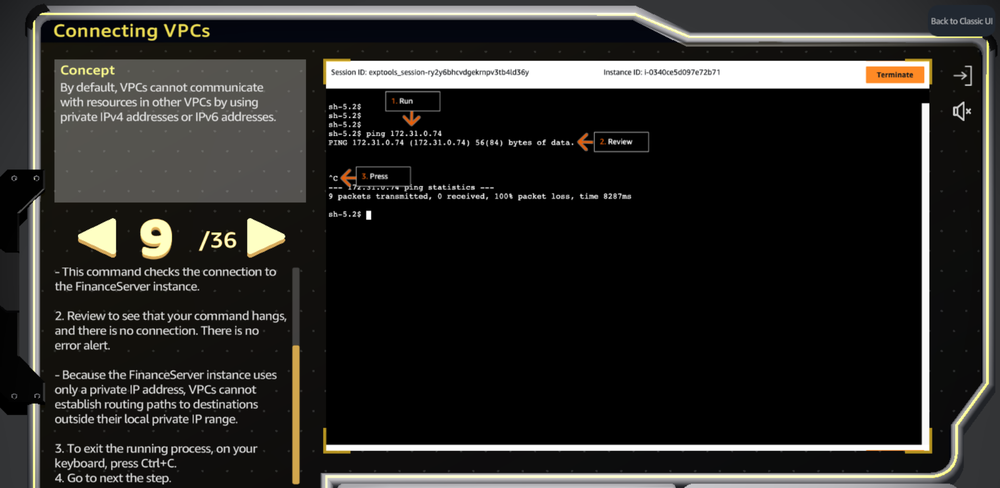 Back to Classic UI
Connecting VPCs
Concept
By default, VPCs cannot communicate
with resources in other VPCs by using
private IPv4 addresses or IPv6 addresses.
9 /36
- This command checks the connection to
the FinanceServer instance.
2. Review to see that your command hangs,
and there is no connection. There is no
error alert.
- Because the FinanceServer instance uses
only a private IP address, VPCs cannot
establish routing paths to destinations
outside their local private IP range.
3. To exit the running process, on your
keyboard, press Ctrl+C.
4. Go to next the step.
Session ID: exptools_session-ry2y6bhcvdgekrnpv3tb4ld36y Instance ID: i-0340ce5d097e72b71 Terminate
1. Run
sh-5.2$
sh-5.2$
sh-5.2$
sh-5.2$ ping 172.31.0.74
PING 172.31.0.74 (172.31.0.74) 56(84) bytes of data.
2. Review
^C
3. Press
--- 172.31.0.74 ping statistics ---
9 packets transmitted, 0 received, 100% packet loss, time 8287ms
sh-5.2$